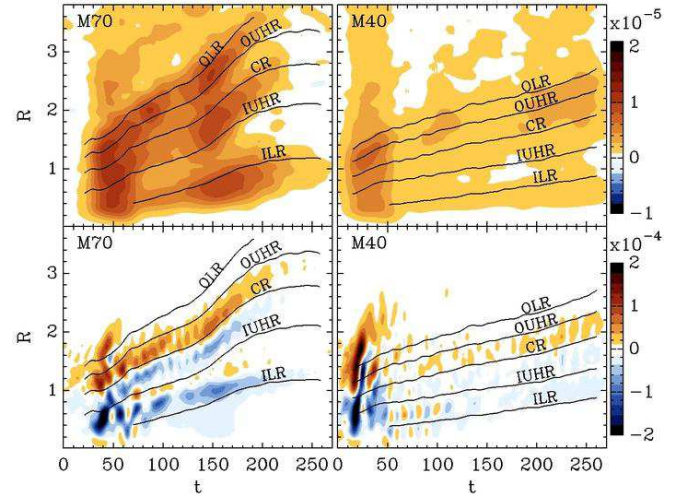 M70
M40
x10^-5
3
2
1
R
OLR
OUHR
CR
IUHR
ILR
OLR
OUHR
CR
IUHR
ILR
2
1
0
-1
M70
M40
x10^-4
3
2
1
R
OLR
OUHR
CR
IUHR
ILR
OLR
OUHR
CR
IUHR
ILR
2
1
0
-1
-2
0 50 100 150 200 250
0 50 100 150 200 250
t
t